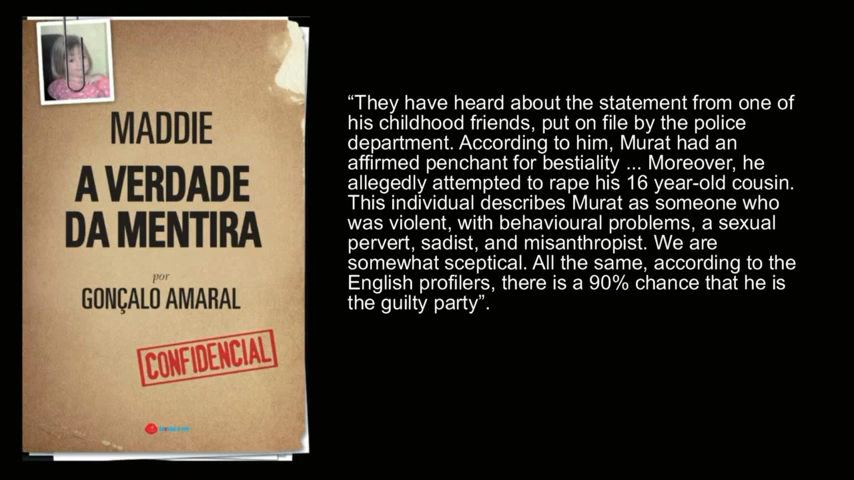 MADDIE
A VERDADE
DA MENTIRA
por
GONÇALO AMARAL
CONFIDENCIAL
“They have heard about the statement from one of
his childhood friends, put on file by the police
department. According to him, Murat had an
affirmed penchant for bestiality ... Moreover, he
allegedly attempted to rape his 16 year-old cousin.
This individual describes Murat as someone who
was violent, with behavioural problems, a sexual
pervert, sadist, and misanthropist. We are
somewhat sceptical. All the same, according to the
English profilers, there is a 90% chance that he is
the guilty party”.